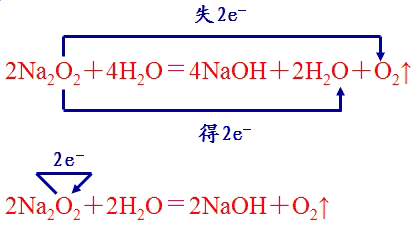 失2e⁻
2Na₂O₂+4H₂O=4NaOH+2H₂O+O₂↑
得2e⁻
2e⁻
2Na₂O₂+2H₂O=2NaOH+O₂↑